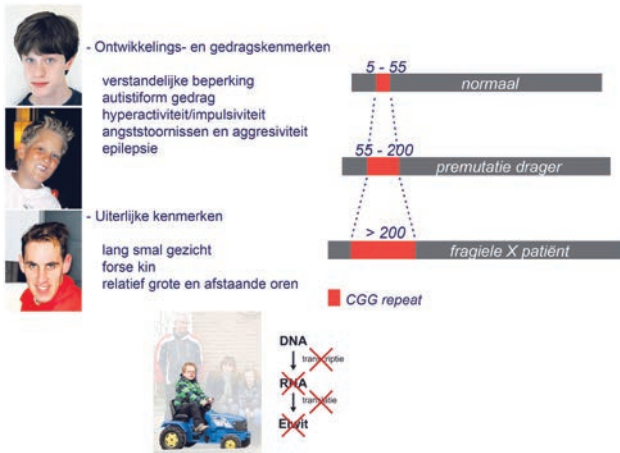 - Ontwikkelings- en gedragskenmerken
verstandelijke beperking
autistiform gedrag
hyperactiviteit/impulsiviteit
angststoornissen en aggresiviteit
epilepsie
- Uiterlijke kenmerken
lang smal gezicht
forse kin
relatief grote en afstaande oren
5 - 55
normaal
55 - 200
premutatie drager
> 200
fragiele X patiënt
CGG repeat
DNA
transcriptie
RNA
translatie
Eiwit